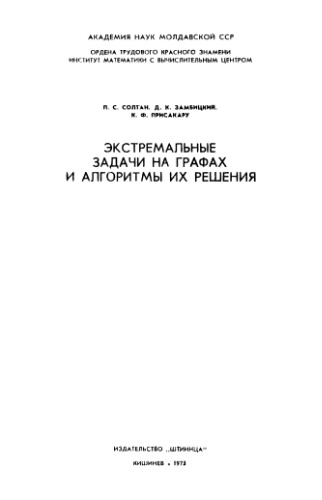 АКАДЕМИЯ НАУК МОЛДАВСКОЙ ССР
ОРДЕНА ТРУДОВОГО КРАСНОГО ЗНАМЕНИ
ИНСТИТУТ МАТЕМАТИКИ С ВЫЧИСЛИТЕЛЬНЫМ ЦЕНТРОМ
П. С. СОЛТАН, Д. К. ЗАМБИЦКИЙ,
К. Ф. ПРИСАКАРУ
ЭКСТРЕМАЛЬНЫЕ
ЗАДАЧИ НА ГРАФАХ
И АЛГОРИТМЫ ИХ РЕШЕНИЯ
ИЗДАТЕЛЬСТВО „ШТИИНЦА“
КИШИНЕВ • 1973